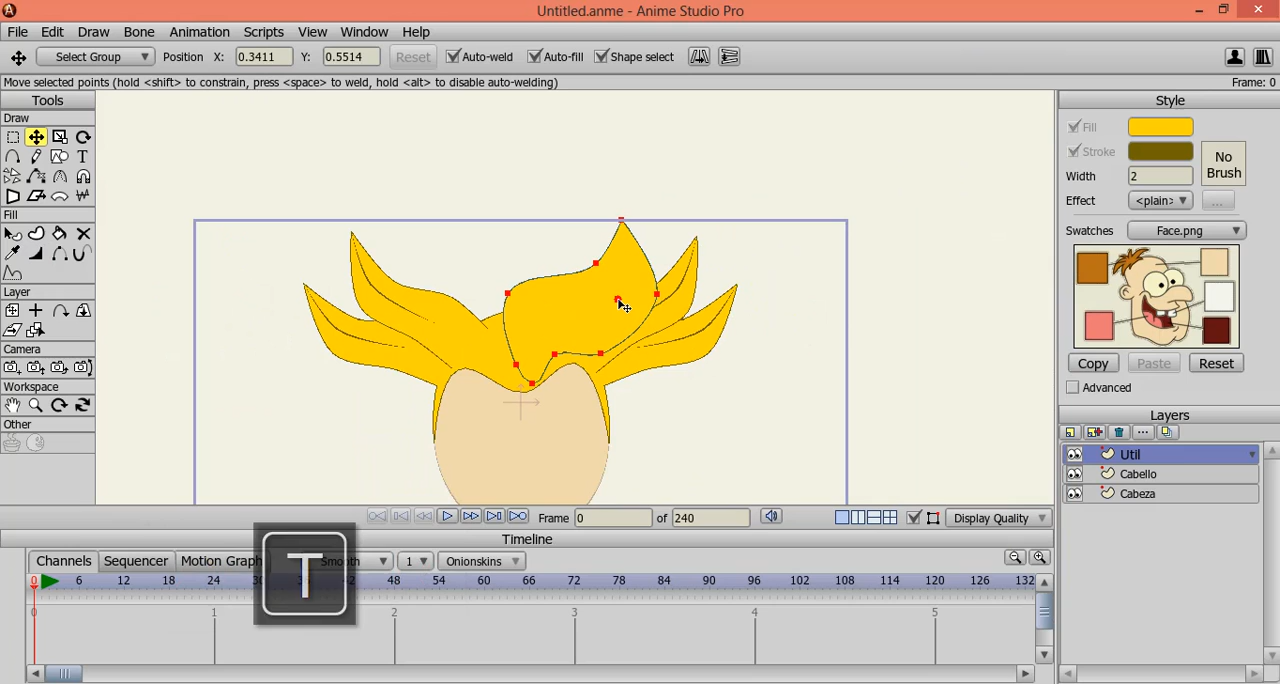 Untitled.anme - Anime Studio Pro
File Edit Draw Bone Animation Scripts View Window Help
Select Group Position X: 0.3411 Y: 0.5514 Reset Auto-weld Auto-fill Shape select
Move selected points (hold <shift> to constrain, press <space> to weld, hold <alt> to disable auto-welding) Frame: 0
Tools
Draw
T
Fill
Layer
Camera
Workspace
Other
Style
Fill
Stroke
No Brush
Width 2
Effect <plain> ...
Swatches Face.png
Copy Paste Reset
Advanced
Layers
Util
Cabello
Cabeza
Frame 0 of 240 Display Quality
Timeline
Channels Sequencer Motion Graph Smooth 1 Onionskins
0 6 12 18 24 30 36 42 48 54 60 66 72 78 84 90 96 102 108 114 120 126 132
0 1 2 3 4 5
T